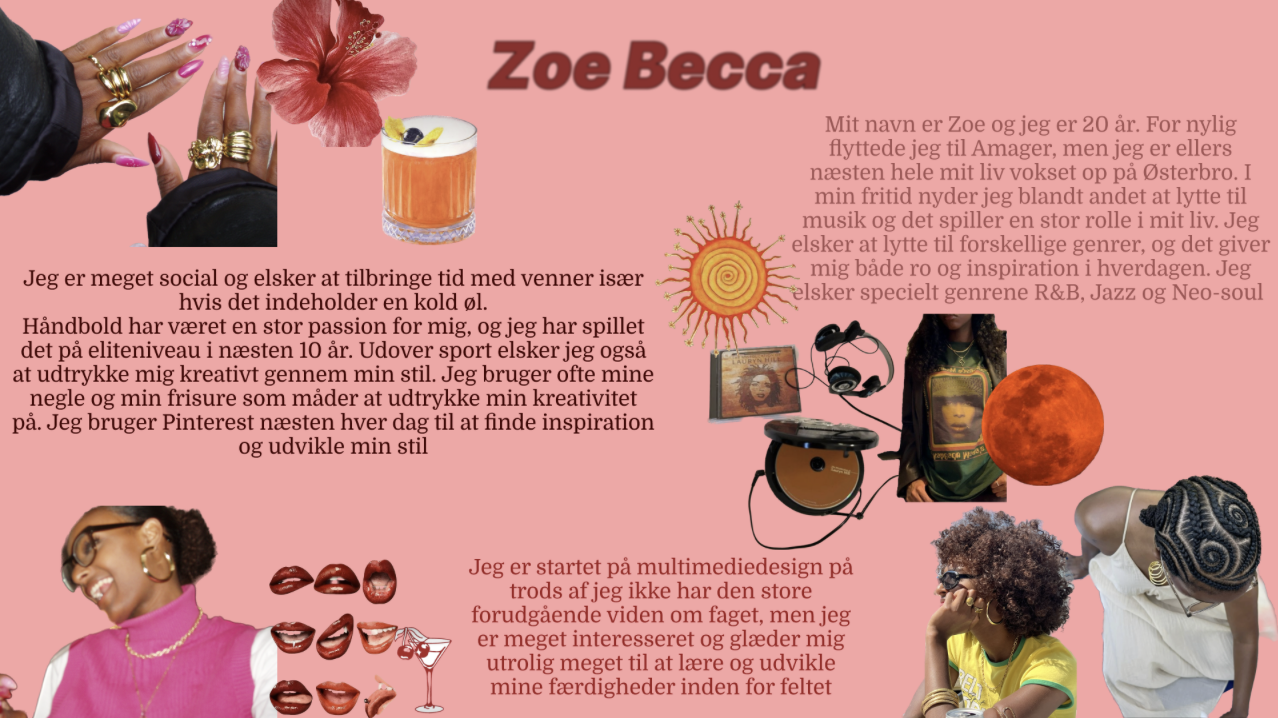 Zoe Becca
Mit navn er Zoe og jeg er 20 år. For nylig
flyttede jeg til Amager, men jeg er ellers
næsten hele mit liv vokset op på Østerbro. I
min fritid nyder jeg blandt andet at lytte til
musik og det spiller en stor rolle i mit liv. Jeg
elsker at lytte til forskellige genrer, og det giver
mig både ro og inspiration i hverdagen. Jeg
elsker specielt genrene R&B, Jazz og Neo-soul
Jeg er meget social og elsker at tilbringe tid med venner især
hvis det indeholder en kold øl.
Håndbold har været en stor passion for mig, og jeg har spillet
det på eliteniveau i næsten 10 år. Udover sport elsker jeg også
at udtrykke mig kreativt gennem min stil. Jeg bruger ofte mine
negle og min frisure som måder at udtrykke min kreativitet
på. Jeg bruger Pinterest næsten hver dag til at finde inspiration
og udvikle min stil
LAURYN HILL
Jeg er startet på multimediedesign på
trods af jeg ikke har den store
forudgående viden om faget, men jeg
er meget interesseret og glæder mig
utrolig meget til at lære og udvikle
mine færdigheder inden for feltet